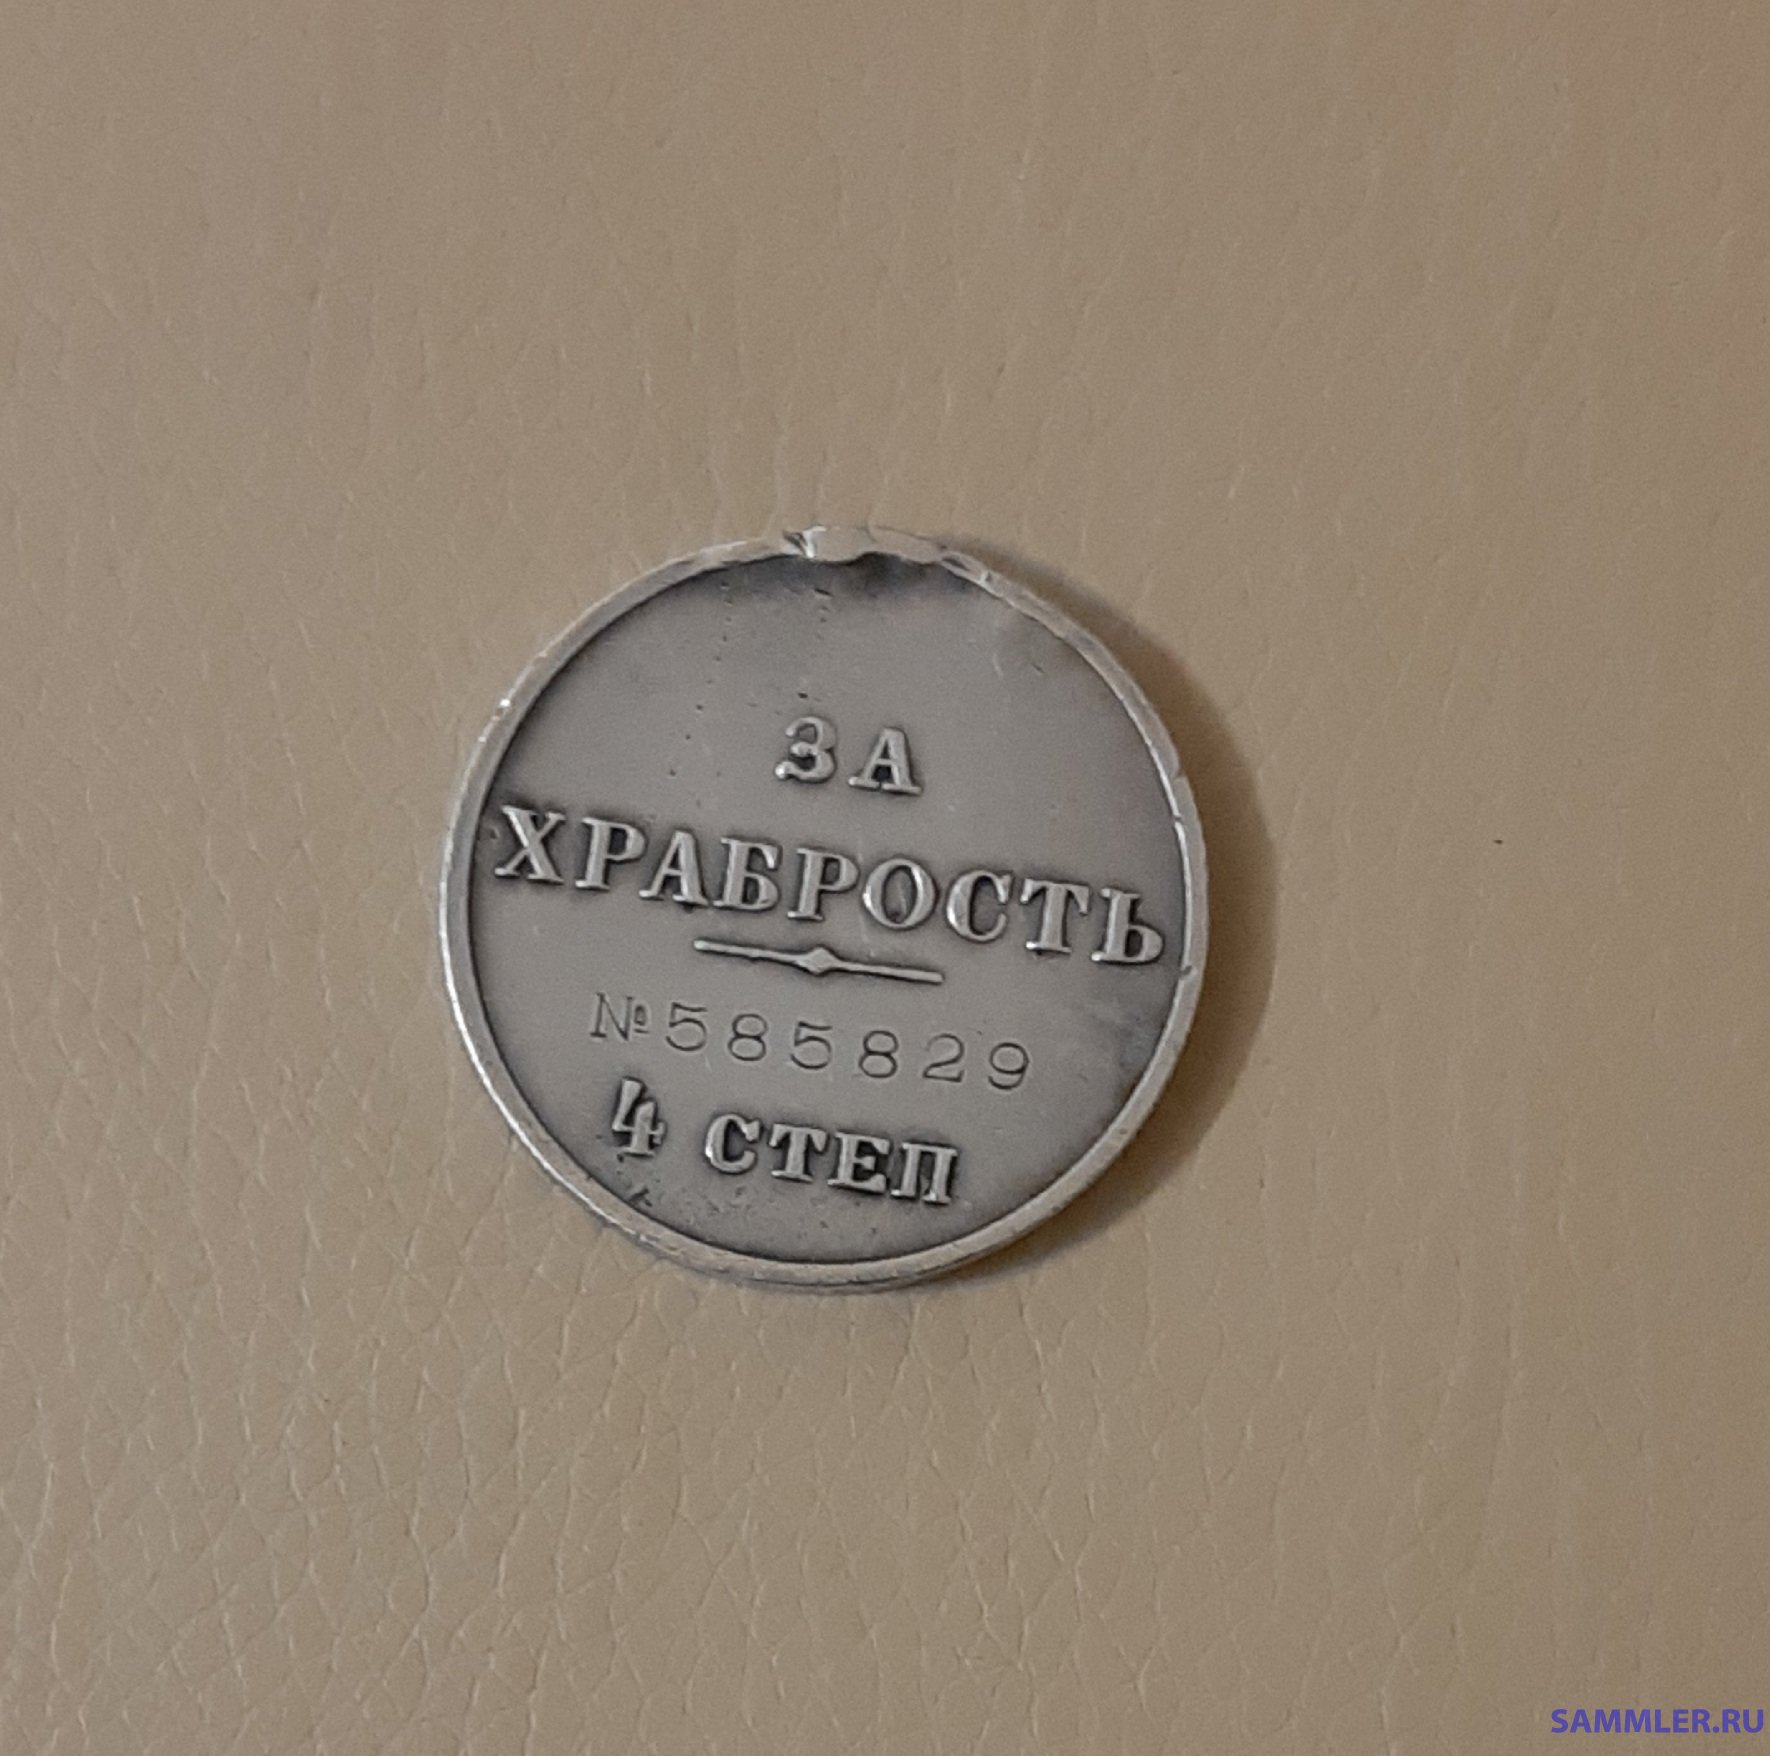 ЗА
ХРАБРОСТЬ
№585829
4 СТЕП
SAMMLER.RU